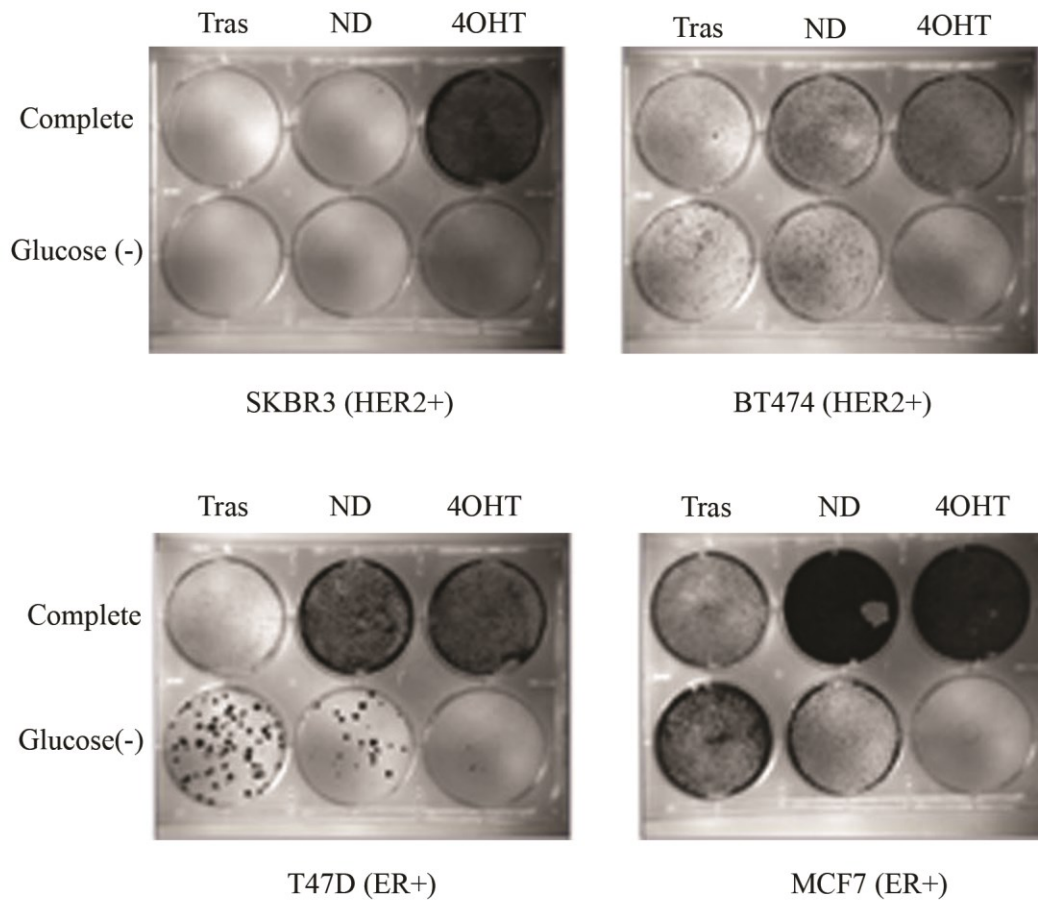 Tras ND 4OHT
Tras ND 4OHT
Complete
Glucose (-)
SKBR3 (HER2+)
BT474 (HER2+)
Tras ND 4OHT
Tras ND 4OHT
Complete
Glucose(-)
T47D (ER+)
MCF7 (ER+)